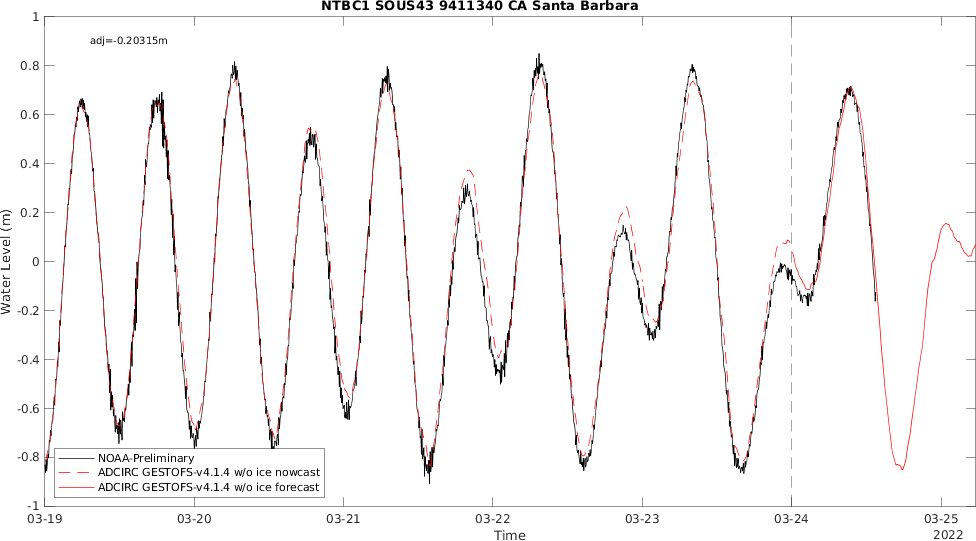 NTBC1 SOUS43 9411340 CA Santa Barbara
adj=-0.20315m
1
0.8
0.6
0.4
0.2
0
-0.2
-0.4
-0.6
-0.8
-1
Water Level (m)
NOAA-Preliminary
ADCIRC GESTOFS-v4.1.4 w/o ice nowcast
ADCIRC GESTOFS-v4.1.4 w/o ice forecast
03-19 03-20 03-21 03-22 03-23 03-24 03-25
Time
2022